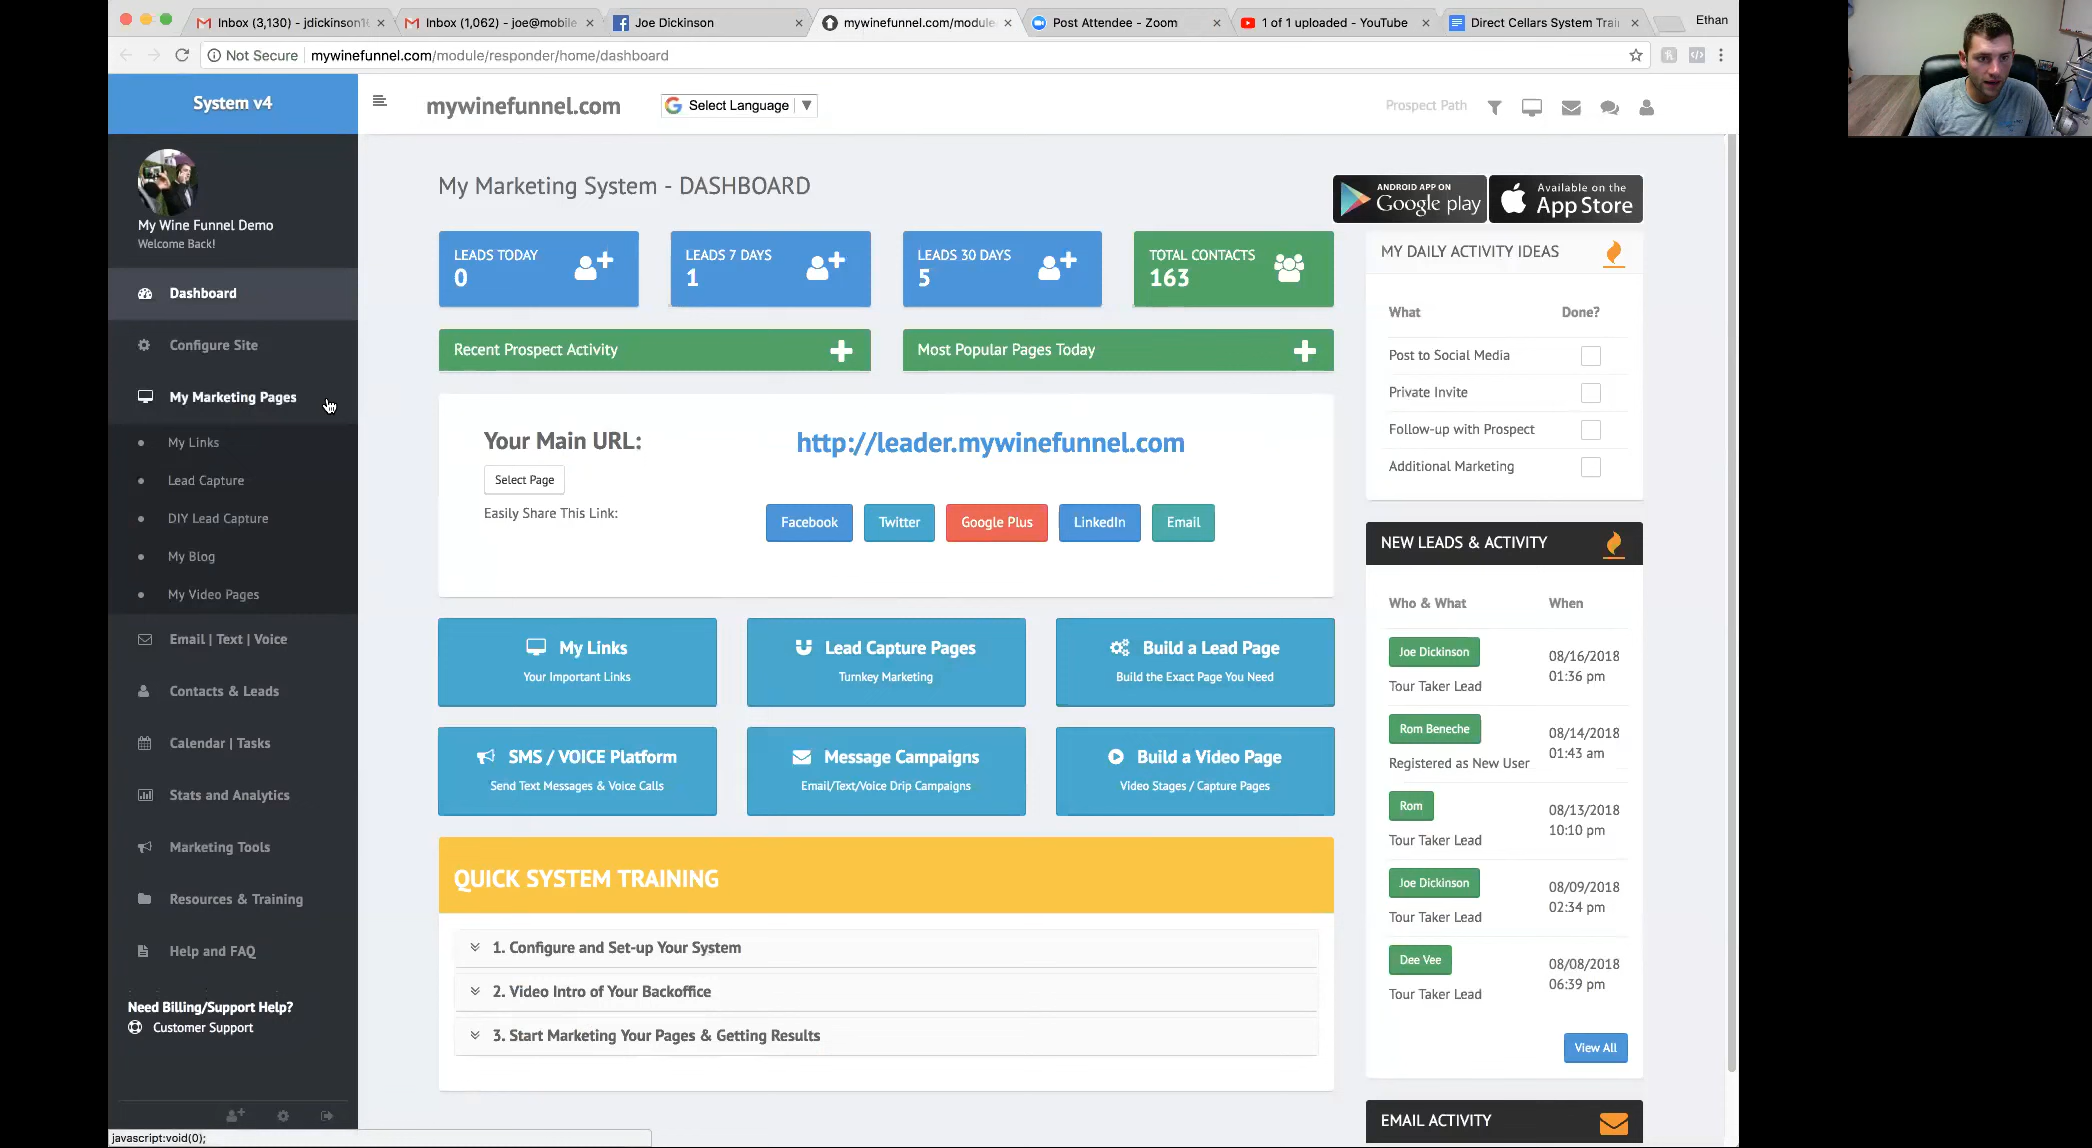 Inbox (3,130) - jdickinson1
Inbox (1,062) - joe@mobile
Joe Dickinson
mywinefunnel.com/module
Post Attendee - Zoom
1 of 1 uploaded - YouTube
Direct Cellars System Trai
Ethan
Not Secure
mywinefunnel.com/module/responder/home/dashboard
System v4
mywinefunnel.com
Select Language
Prospect Path
My Wine Funnel Demo
Welcome Back!
Dashboard
Configure Site
My Marketing Pages
My Links
Lead Capture
DIY Lead Capture
My Blog
My Video Pages
Email | Text | Voice
Contacts & Leads
Calendar | Tasks
Stats and Analytics
Marketing Tools
Resources & Training
Help and FAQ
Need Billing/Support Help?
Customer Support
javascript:void(0);
My Marketing System - DASHBOARD
ANDROID APP ON
Google play
Available on the
App Store
LEADS TODAY
0
LEADS 7 DAYS
1
LEADS 30 DAYS
5
TOTAL CONTACTS
163
Recent Prospect Activity
Most Popular Pages Today
Your Main URL:
http://leader.mywinefunnel.com
Select Page
Easily Share This Link:
Facebook
Twitter
Google Plus
LinkedIn
Email
My Links
Your Important Links
Lead Capture Pages
Turnkey Marketing
Build a Lead Page
Build the Exact Page You Need
SMS / VOICE Platform
Send Text Messages & Voice Calls
Message Campaigns
Email/Text/Voice Drip Campaigns
Build a Video Page
Video Stages / Capture Pages
QUICK SYSTEM TRAINING
1. Configure and Set-up Your System
2. Video Intro of Your Backoffice
3. Start Marketing Your Pages & Getting Results
MY DAILY ACTIVITY IDEAS
What Done?
Post to Social Media
Private Invite
Follow-up with Prospect
Additional Marketing
NEW LEADS & ACTIVITY
Who & What When
Joe Dickinson
Tour Taker Lead
08/16/2018
01:36 pm
Rom Beneche
Registered as New User
08/14/2018
01:43 am
Rom
Tour Taker Lead
08/13/2018
10:10 pm
Joe Dickinson
Tour Taker Lead
08/09/2018
02:34 pm
Dee Vee
Tour Taker Lead
08/08/2018
06:39 pm
View All
EMAIL ACTIVITY